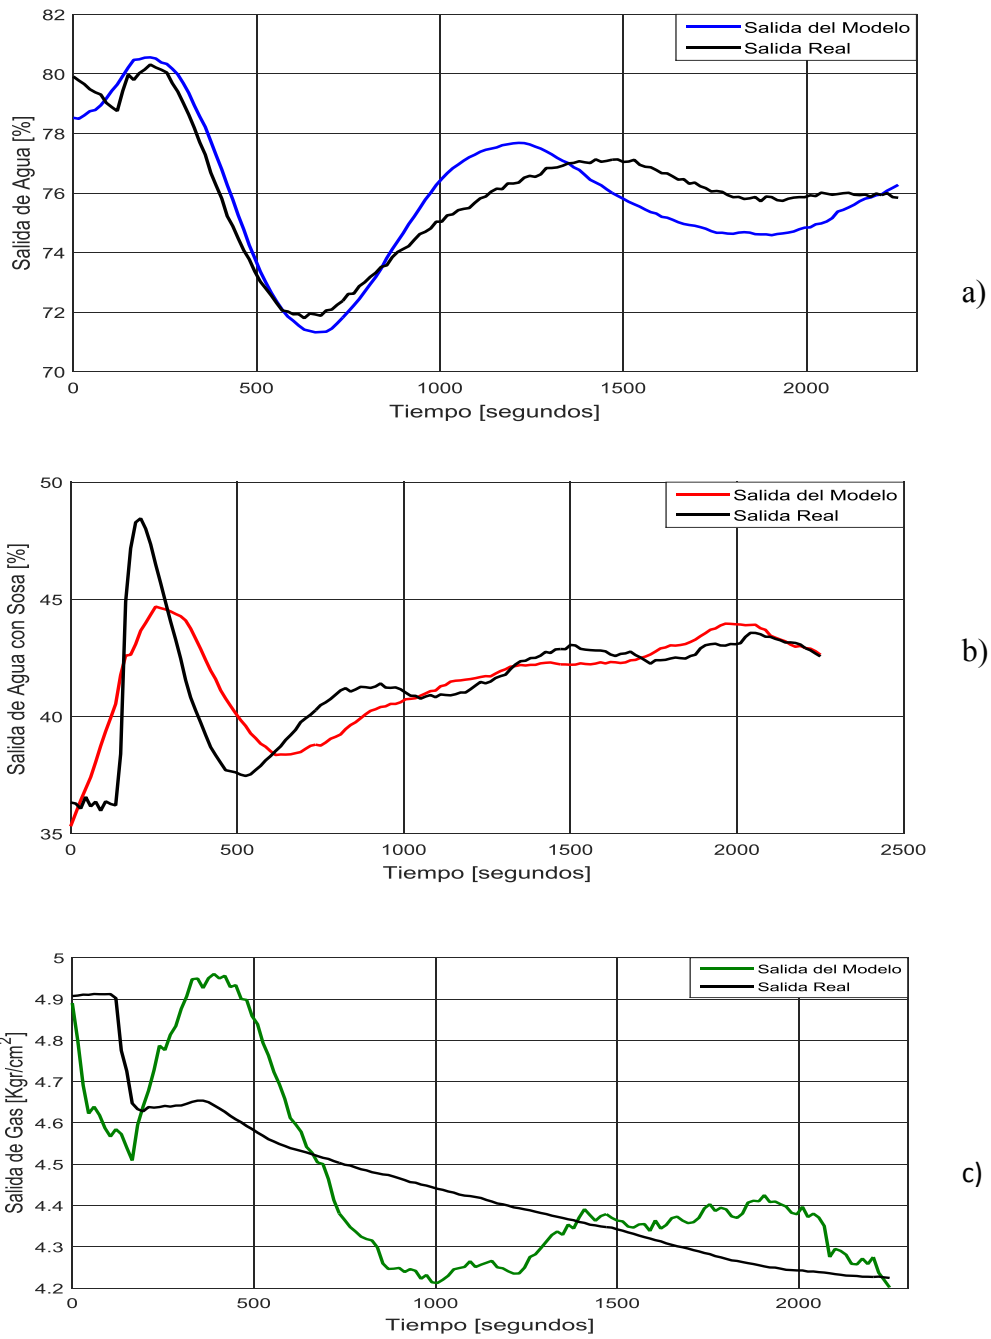 82
80
78
76
74
72
70
Salida de Agua [%]
Salida del Modelo
Salida Real
0 500 1000 1500 2000
Tiempo [segundos]
a)
50
45
40
35
Salida de Agua con Sosa [%]
Salida del Modelo
Salida Real
0 500 1000 1500 2000 2500
Tiempo [segundos]
b)
5
4.9
4.8
4.7
4.6
4.5
4.4
4.3
4.2
Salida de Gas [Kgr/cm²]
Salida del Modelo
Salida Real
0 500 1000 1500 2000
Tiempo [segundos]
c)